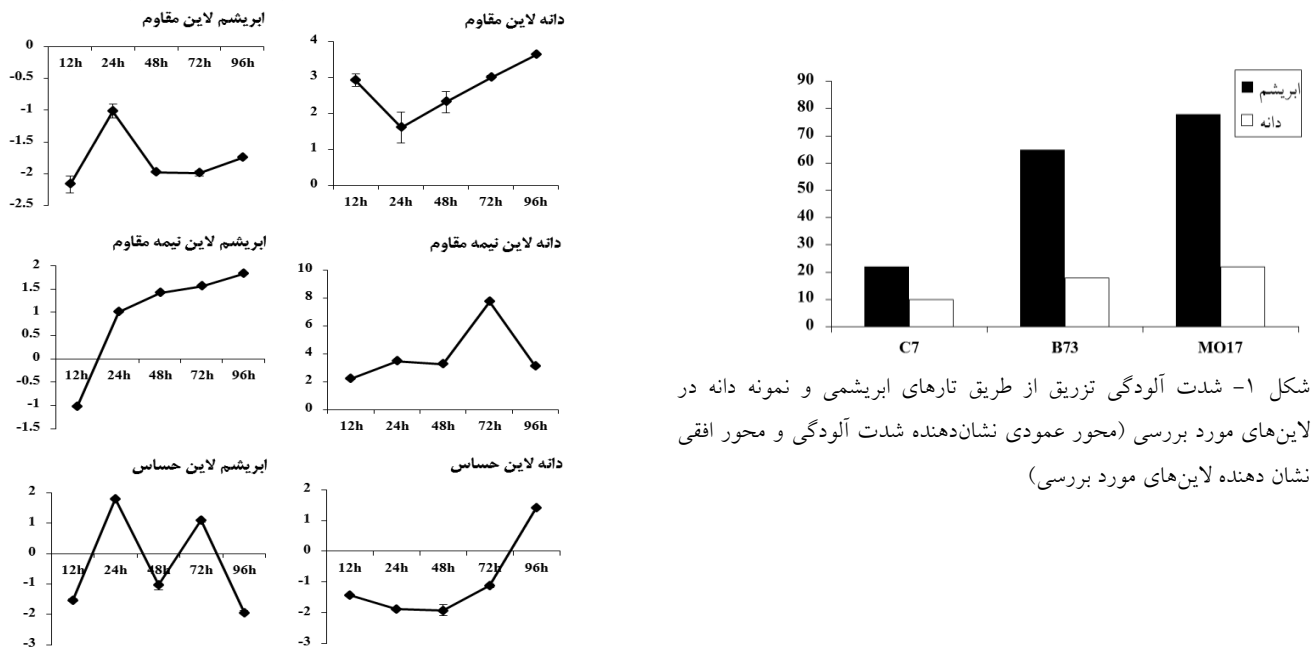 ابریشم لاین مقاوم
0
-0.5
-1
-1.5
-2
-2.5
12h 24h 48h 72h 96h
دانه لاین مقاوم
4
3
2
1
0
12h 24h 48h 72h 96h
ابریشم لاین نیمه مقاوم
2
1.5
1
0.5
0
-0.5
-1
-1.5
12h 24h 48h 72h 96h
دانه لاین نیمه مقاوم
10
8
6
4
2
0
12h 24h 48h 72h 96h
ابریشم لاین حساس
2
1
0
-1
-2
-3
12h 24h 48h 72h 96h
دانه لاین حساس
2
1
0
-1
-2
-3
12h 24h 48h 72h 96h
90
80
70
60
50
40
30
20
10
0
ابریشم
دانه
C7 B73 MO17
شکل ۱- شدت آلودگی تزریق از طریق تارهای ابریشمی و نمونه دانه در
لاین‌های مورد بررسی (محور عمودی نشان‌دهنده شدت آلودگی و محور افقی
نشان دهنده لاین‌های مورد بررسی)